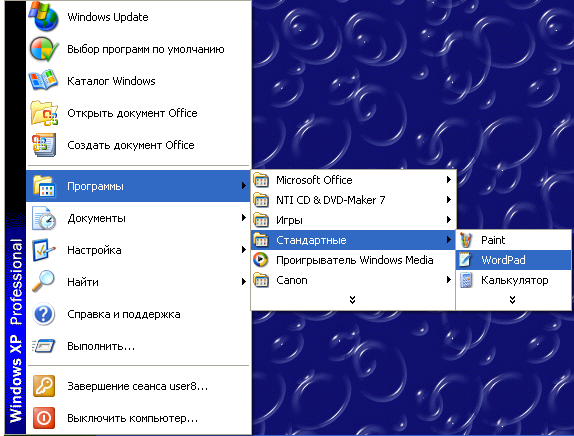 Windows Update
Выбор программ по умолчанию
Каталог Windows
Открыть документ Office
Создать документ Office
Программы
Документы
Настройка
Найти
Справка и поддержка
Выполнить...
Завершение сеанса user8...
Выключить компьютер...
Windows XP Professional
Microsoft Office
NTI CD & DVD-Maker 7
Игры
Стандартные
Проигрыватель Windows Media
Canon
Paint
WordPad
Калькулятор